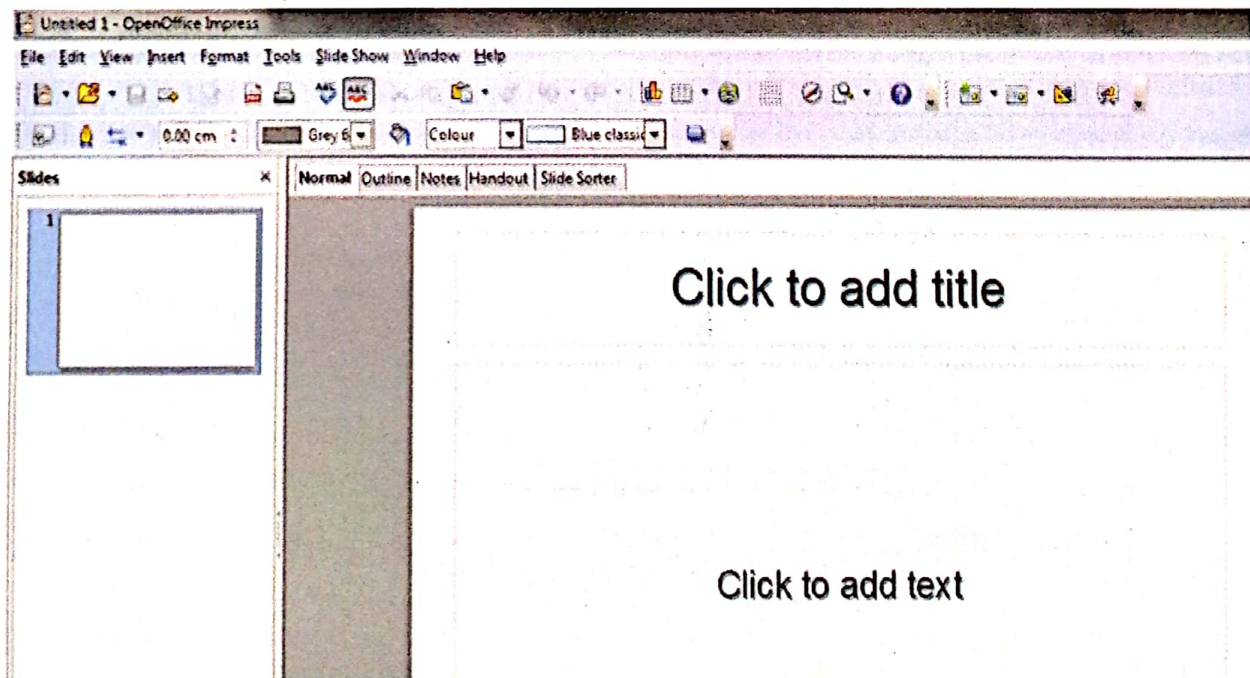 Untitled 1 - OpenOffice Impress
File Edit View Insert Format Tools Slide Show Window Help
0.00 cm Grey 6 Colour Blue classic
Slides Normal Outline Notes Handout Slide Sorter
1
Click to add title
Click to add text